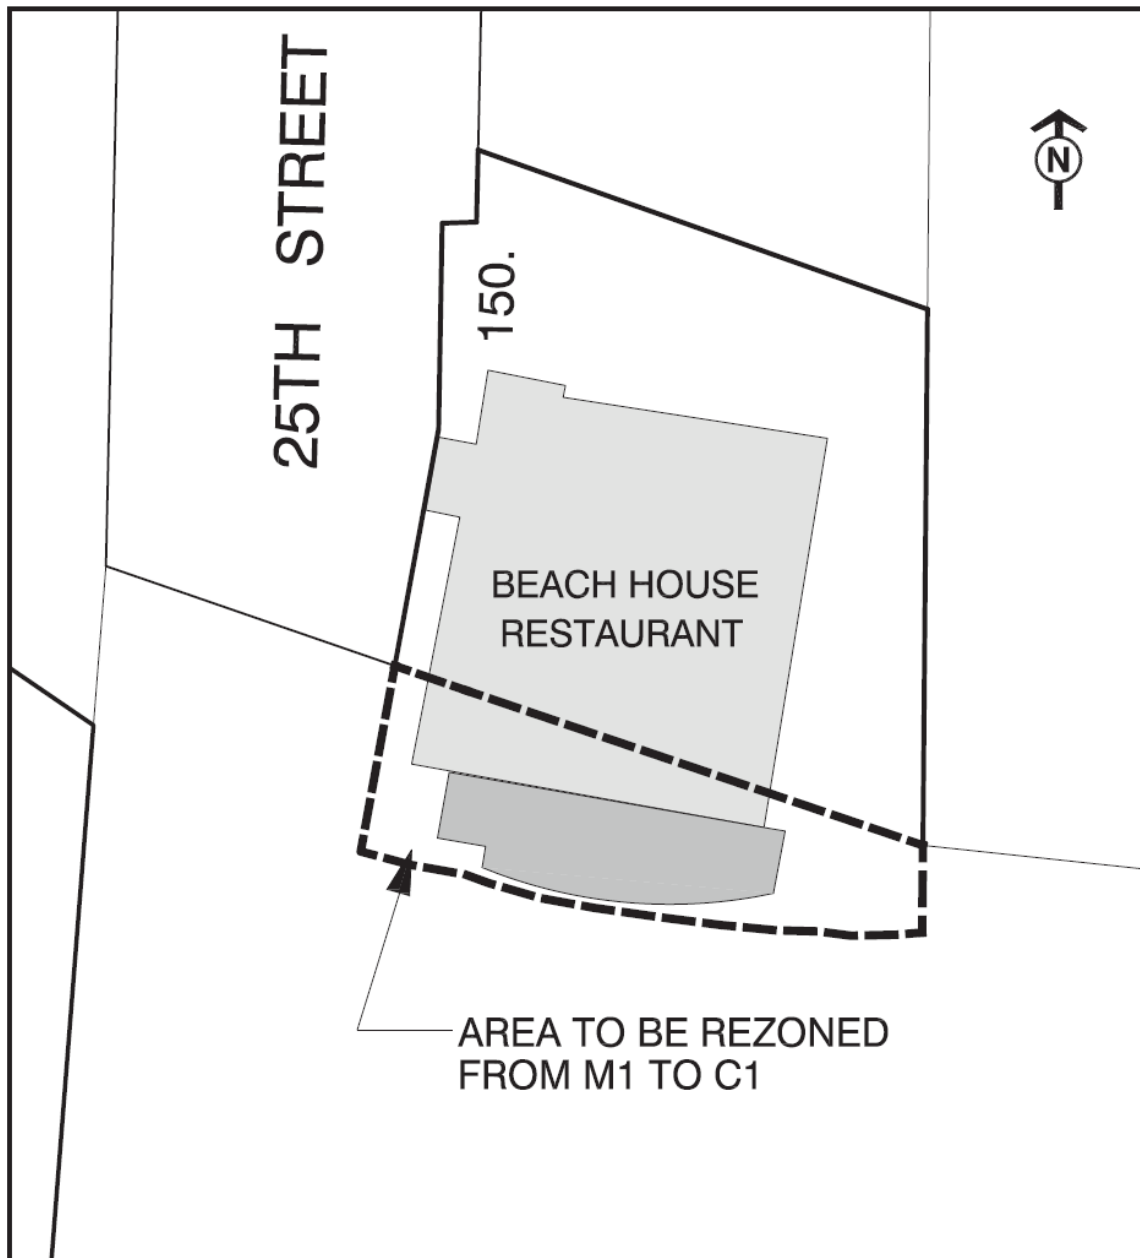 25TH STREET
N
150.
BEACH HOUSE
RESTAURANT
AREA TO BE REZONED
FROM M1 TO C1